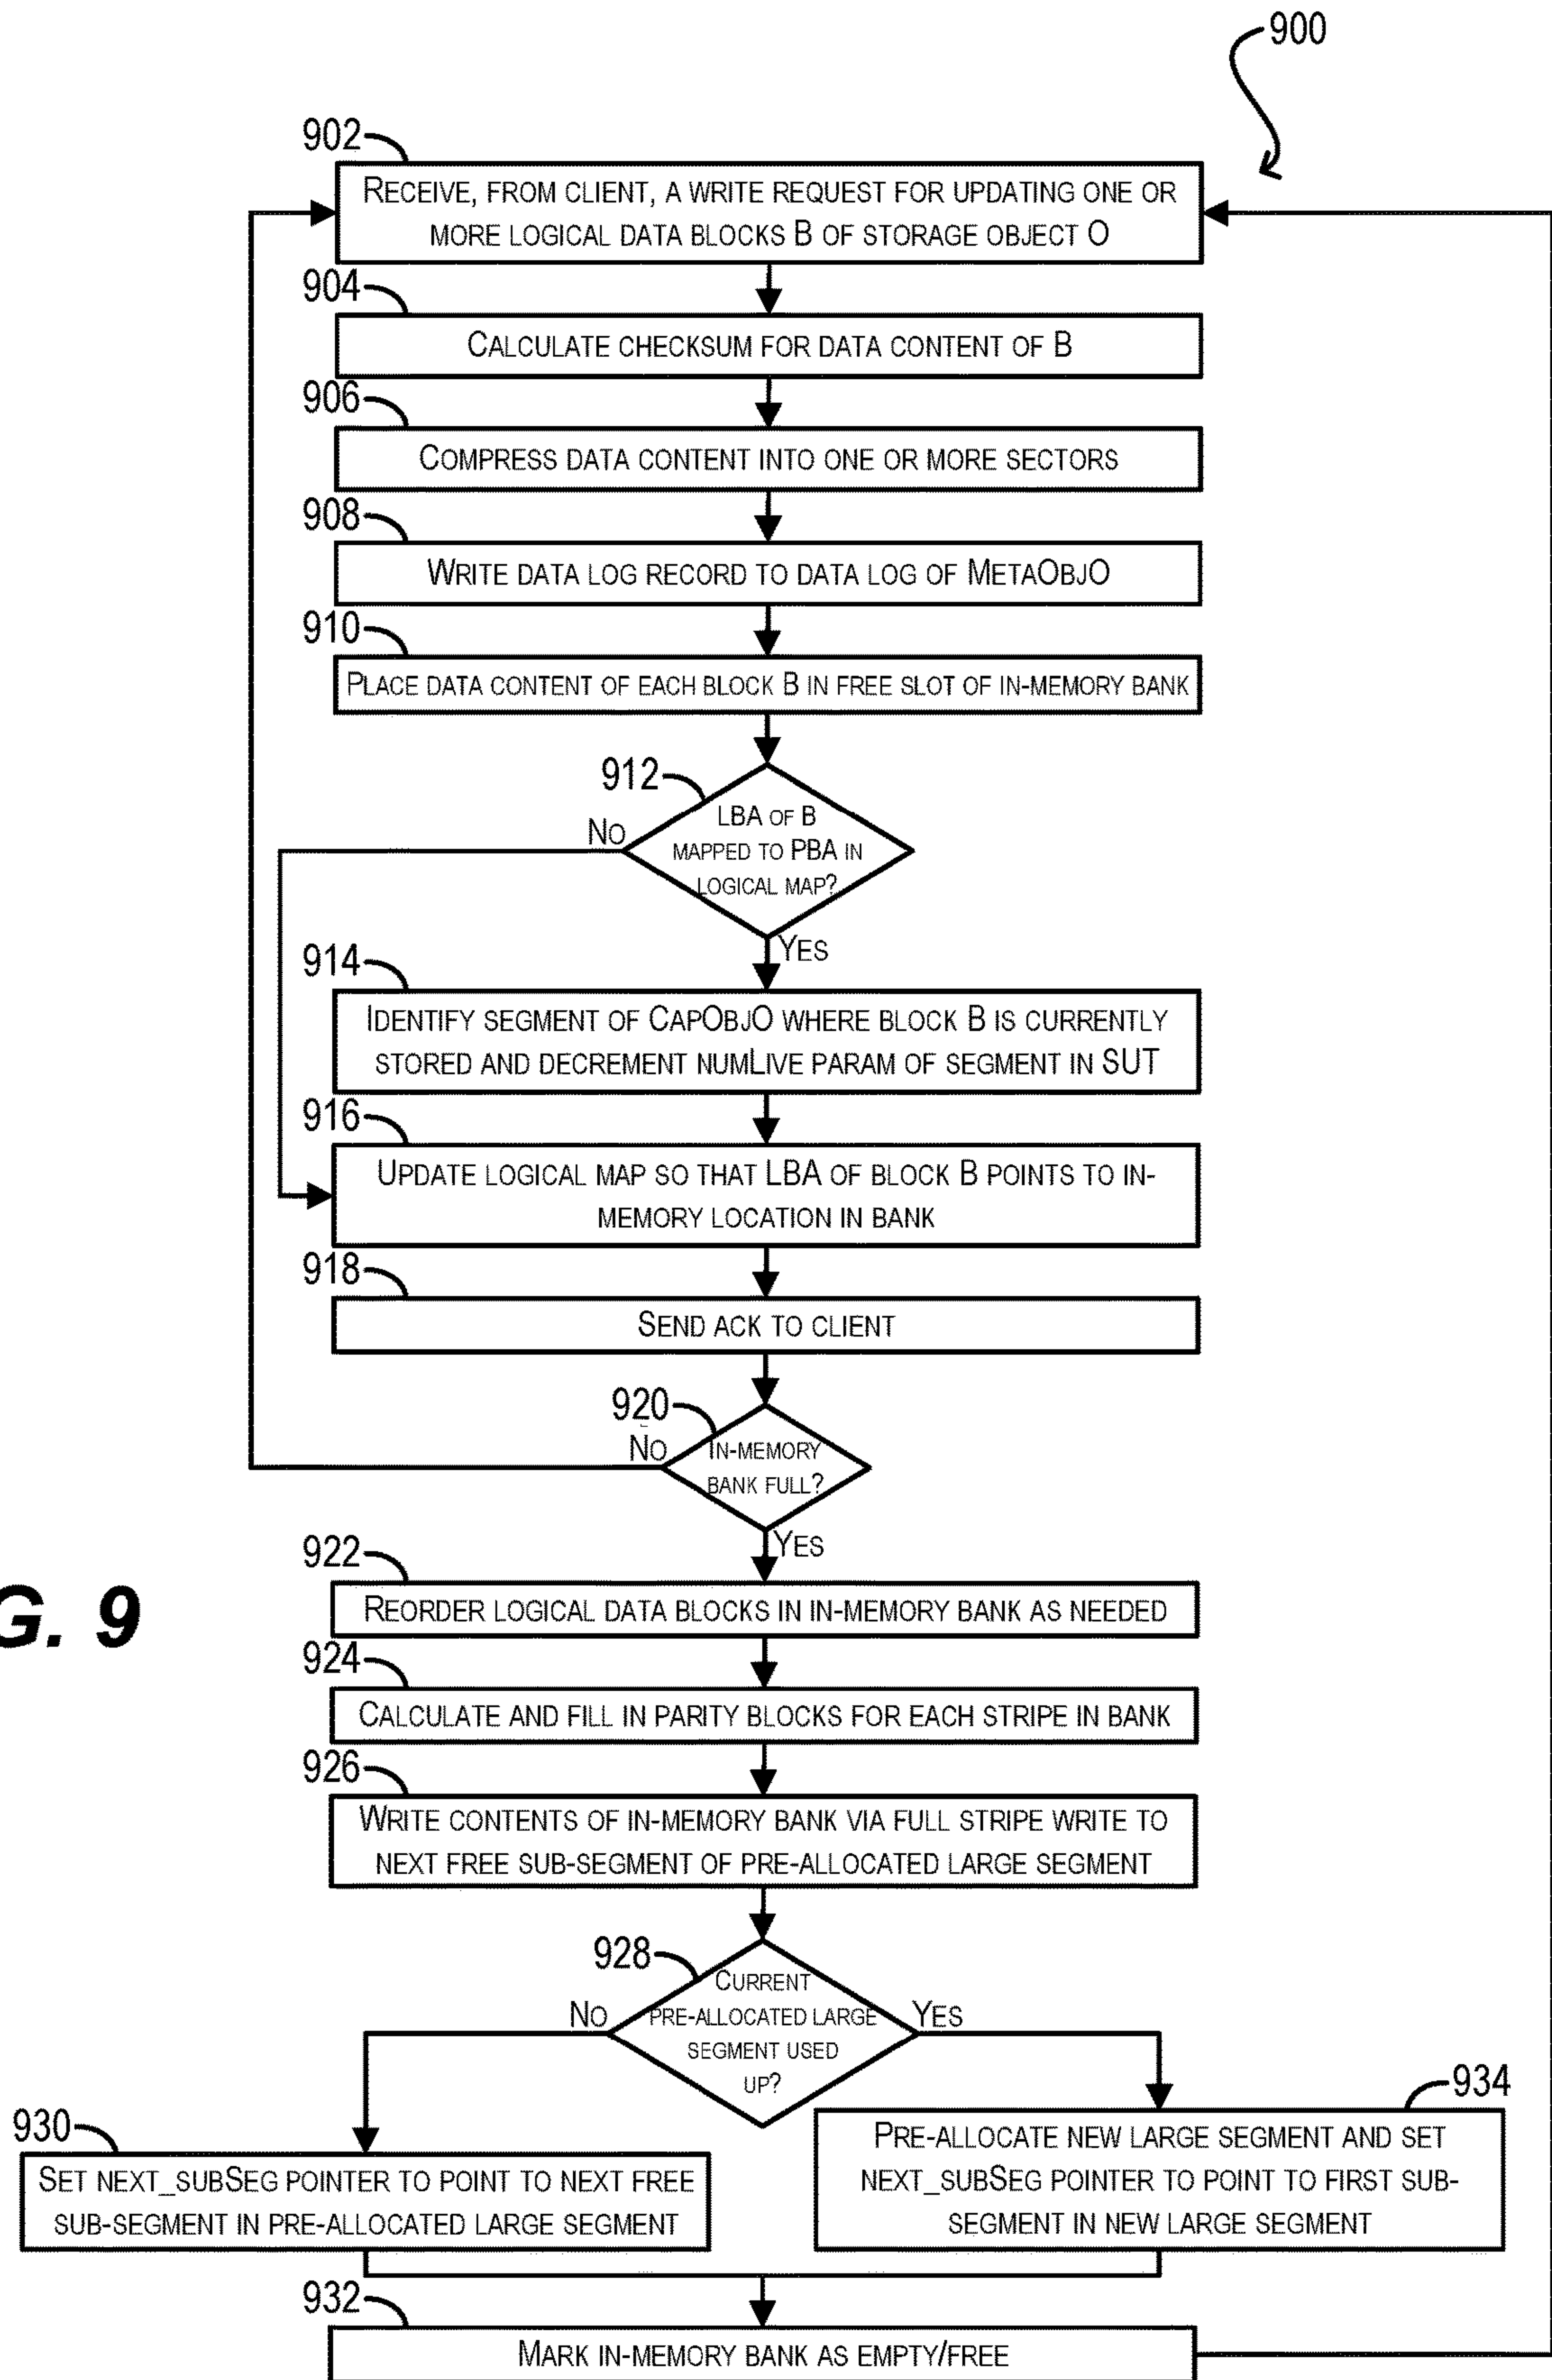 900
902
RECEIVE, FROM CLIENT, A WRITE REQUEST FOR UPDATING ONE OR
MORE LOGICAL DATA BLOCKS B OF STORAGE OBJECT O
904
CALCULATE CHECKSUM FOR DATA CONTENT OF B
906
COMPRESS DATA CONTENT INTO ONE OR MORE SECTORS
908
WRITE DATA LOG RECORD TO DATA LOG OF METAOBJO
910
PLACE DATA CONTENT OF EACH BLOCK B IN FREE SLOT OF IN-MEMORY BANK
912
LBA OF B
MAPPED TO PBA IN
LOGICAL MAP?
NO
YES
914
IDENTIFY SEGMENT OF CAPOBJO WHERE BLOCK B IS CURRENTLY
STORED AND DECREMENT NUMLIVE PARAM OF SEGMENT IN SUT
916
UPDATE LOGICAL MAP SO THAT LBA OF BLOCK B POINTS TO IN-
MEMORY LOCATION IN BANK
918
SEND ACK TO CLIENT
920
IN-MEMORY
BANK FULL?
NO
YES
922
REORDER LOGICAL DATA BLOCKS IN IN-MEMORY BANK AS NEEDED
G. 9
924
CALCULATE AND FILL IN PARITY BLOCKS FOR EACH STRIPE IN BANK
926
WRITE CONTENTS OF IN-MEMORY BANK VIA FULL STRIPE WRITE TO
NEXT FREE SUB-SEGMENT OF PRE-ALLOCATED LARGE SEGMENT
928
CURRENT
PRE-ALLOCATED LARGE
SEGMENT USED
UP?
NO
YES
930
SET NEXT_SUBSEG POINTER TO POINT TO NEXT FREE
SUB-SEGMENT IN PRE-ALLOCATED LARGE SEGMENT
934
PRE-ALLOCATE NEW LARGE SEGMENT AND SET
NEXT_SUBSEG POINTER TO POINT TO FIRST SUB-
SEGMENT IN NEW LARGE SEGMENT
932
MARK IN-MEMORY BANK AS EMPTY/FREE